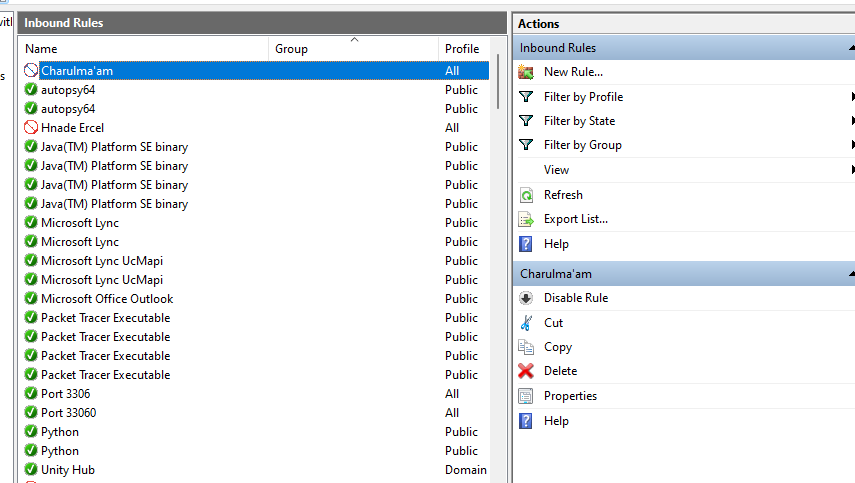 Inbound Rules
Name Group Profile
Charulma'am All
autopsy64 Public
autopsy64 Public
Hnade Ercel All
Java(TM) Platform SE binary Public
Java(TM) Platform SE binary Public
Java(TM) Platform SE binary Public
Java(TM) Platform SE binary Public
Microsoft Lync Public
Microsoft Lync Public
Microsoft Lync UcMapi Public
Microsoft Lync UcMapi Public
Microsoft Office Outlook Public
Packet Tracer Executable Public
Packet Tracer Executable Public
Packet Tracer Executable Public
Packet Tracer Executable Public
Port 3306 All
Port 33060 All
Python Public
Python Public
Unity Hub Domain
Actions
Inbound Rules
New Rule...
Filter by Profile
Filter by State
Filter by Group
View
Refresh
Export List...
Help
Charulma'am
Disable Rule
Cut
Copy
Delete
Properties
Help